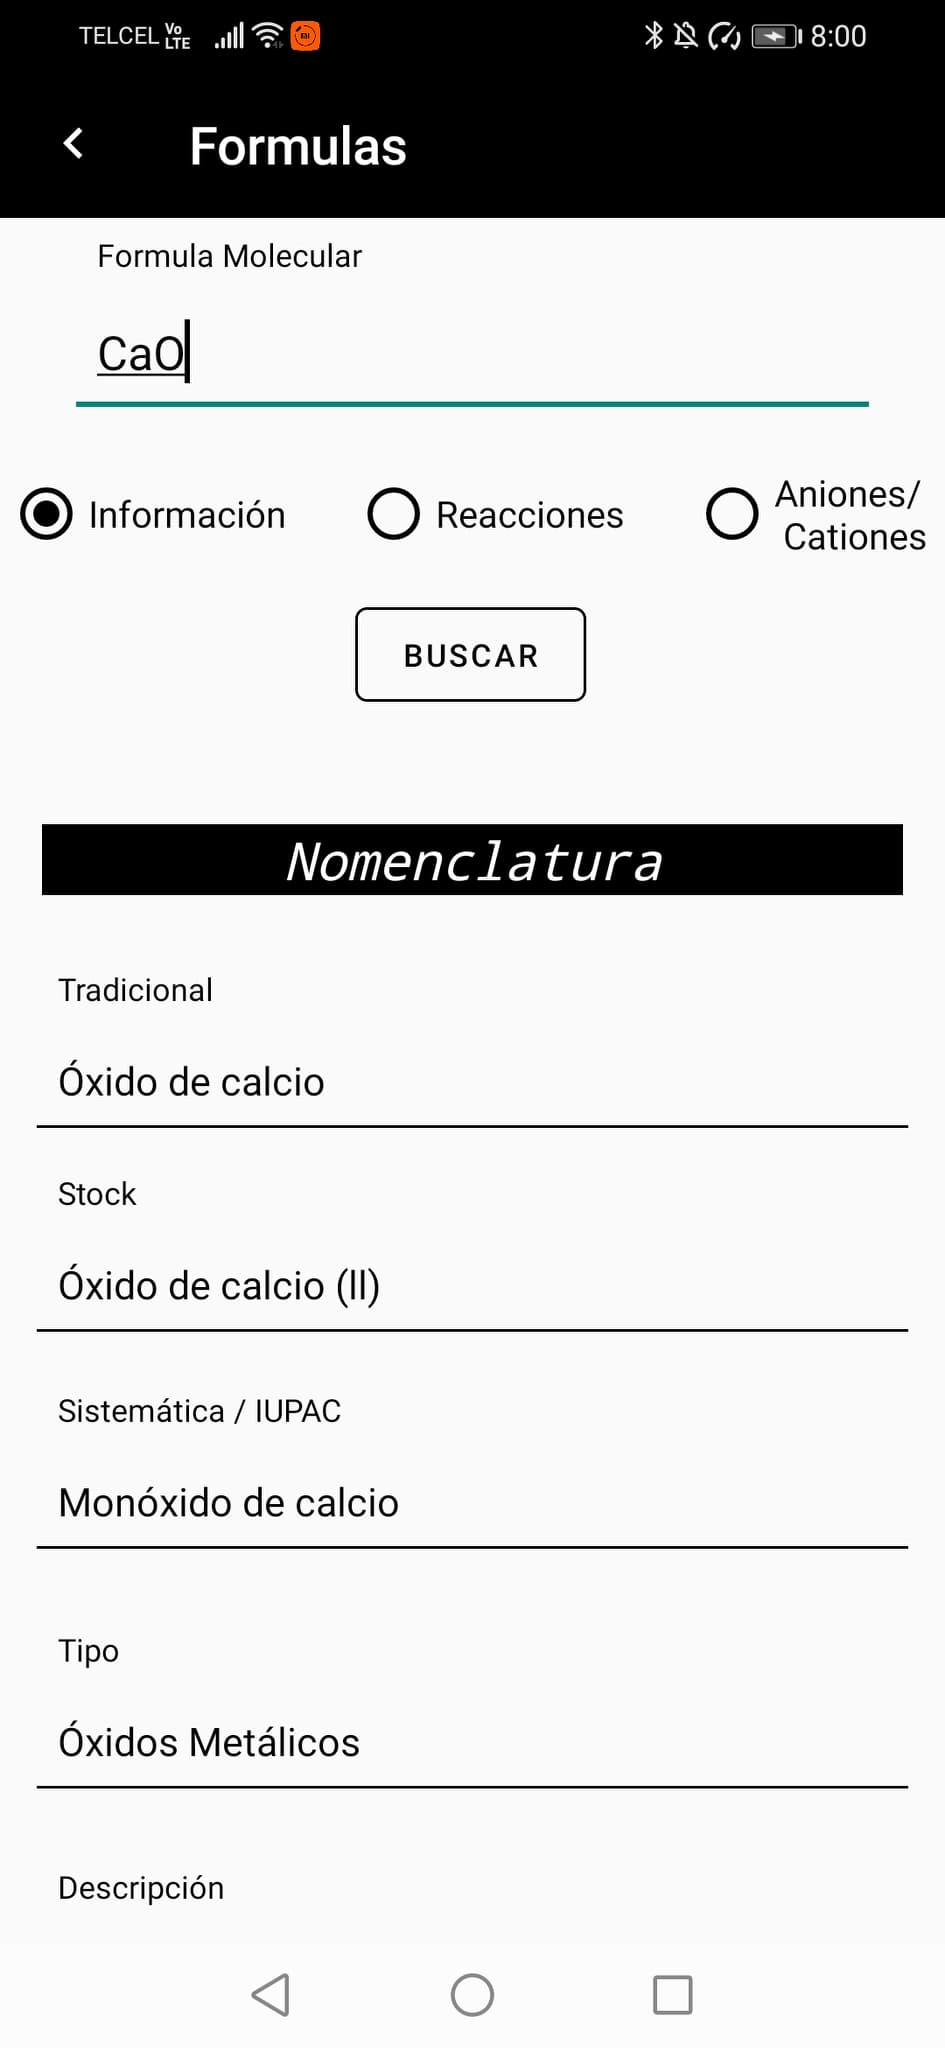 TELCEL Vo LTE 8:00
Formulas
Formula Molecular
CaO
Información Reacciones Aniones/
Cationes
BUSCAR
Nomenclatura
Tradicional
Óxido de calcio
Stock
Óxido de calcio (II)
Sistemática / IUPAC
Monóxido de calcio
Tipo
Óxidos Metálicos
Descripción